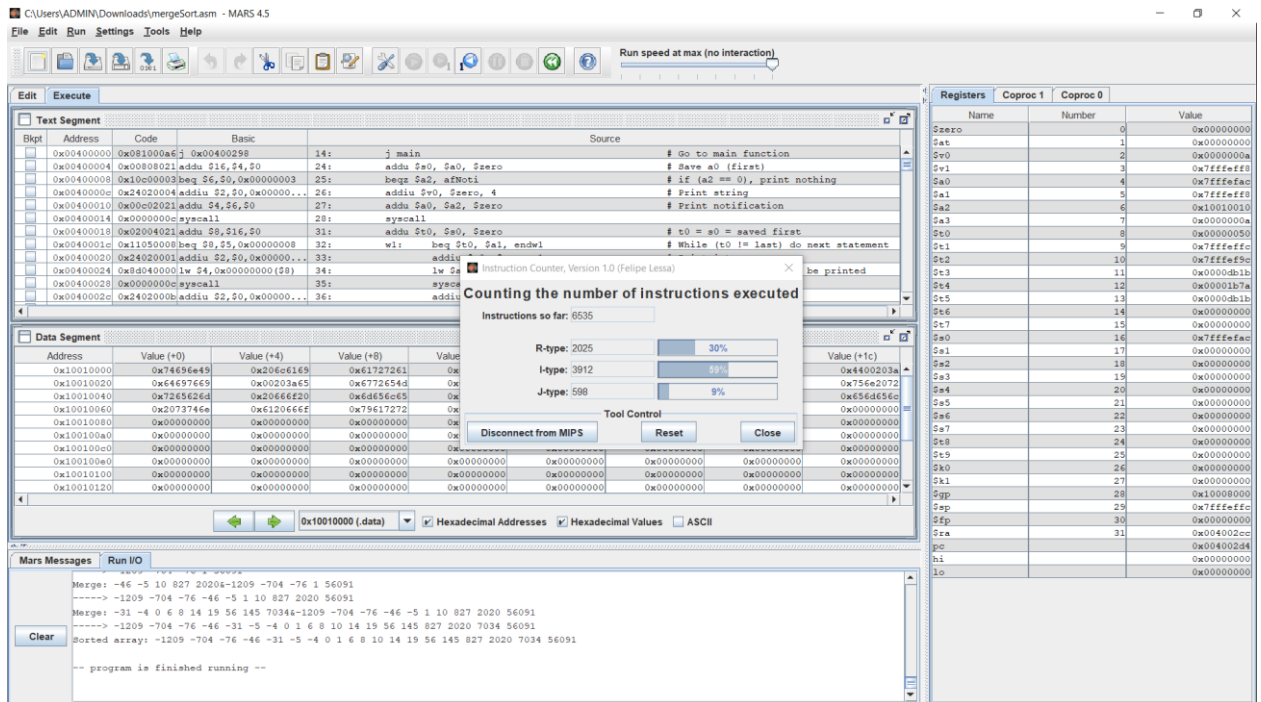 C:\Users\ADMIN\Downloads\mergeSort.asm - MARS 4.5
File Edit Run Settings Tools Help
Run speed at max (no interaction)
Edit Execute
Text Segment
Bkpt Address Code Basic Source
0x00400000 0x081000a6 j 0x00400298 14: j main # Go to main function
0x00400004 0x00808021 addu $16,$4,$0 24: addu $s0, $a0, $zero # Save a0 (first)
0x00400008 0x10c00003 beq $6,$0,0x00000003 25: beqz $a2, afNoti # if (a2 == 0), print nothing
0x0040000c 0x24020004 addiu $2,$0,0x00000... 26: addiu $v0, $zero, 4 # Print string
0x00400010 0x00c02021 addu $4,$6,$0 27: addu $a0, $a2, $zero # Print notification
0x00400014 0x0000000c syscall 28: syscall
0x00400018 0x02004021 addu $8,$16,$0 31: addu $t0, $s0, $zero # t0 = s0 = saved first
0x0040001c 0x11050008 beq $8,$5,0x00000008 32: w1: beq $t0, $a1, endw1 # While (t0 != last) do next statement
0x00400020 0x24020001 addiu $2,$0,0x00000... 33: addiu
0x00400024 0x8d040000 lw $4,0x00000000($8) 34: lw $a be printed
0x00400028 0x0000000c syscall 35: sysca
0x0040002c 0x2402000b addiu $2,$0,0x00000... 36: addiu
Instruction Counter, Version 1.0 (Felipe Lessa)
Counting the number of instructions executed
Instructions so far: 6535
R-type: 2025 30%
I-type: 3912 59%
J-type: 598 9%
Tool Control
Disconnect from MIPS Reset Close
Data Segment
Address Value (+0) Value (+4) Value (+8) Value Value (+1c)
0x10010000 0x74696e49 0x206c6169 0x61727261 0x 0x4400203a
0x10010020 0x64697669 0x00203a65 0x6772654d 0x 0x756e2072
0x10010040 0x7265626d 0x20666f20 0x6d656c65 0x 0x656d656c
0x10010060 0x2073746e 0x6120666f 0x79617272 0x 0x00000000
0x10010080 0x00000000 0x00000000 0x00000000 0x 0x00000000
0x100100a0 0x00000000 0x00000000 0x00000000 0x 0x00000000
0x100100c0 0x00000000 0x00000000 0x00000000 0x00000000 0x00000000 0x00000000 0x00000000 0x00000000
0x100100e0 0x00000000 0x00000000 0x00000000 0x00000000 0x00000000 0x00000000 0x00000000 0x00000000
0x10010100 0x00000000 0x00000000 0x00000000 0x00000000 0x00000000 0x00000000 0x00000000 0x00000000
0x10010120 0x00000000 0x00000000 0x00000000 0x00000000 0x00000000 0x00000000 0x00000000 0x00000000
0x10010000 (.data) Hexadecimal Addresses Hexadecimal Values ASCII
Mars Messages Run I/O
Merge: -46 -5 10 827 2020&-1209 -704 -76 1 56091
-----> -1209 -704 -76 -46 -5 1 10 827 2020 56091
Merge: -31 -4 0 6 8 14 19 56 145 7034&-1209 -704 -76 -46 -5 1 10 827 2020 56091
-----> -1209 -704 -76 -46 -31 -5 -4 0 1 6 8 10 14 19 56 145 827 2020 7034 56091
Sorted array: -1209 -704 -76 -46 -31 -5 -4 0 1 6 8 10 14 19 56 145 827 2020 7034 56091
-- program is finished running --
Clear
Registers Coproc 1 Coproc 0
Name Number Value
$zero 0 0x00000000
$at 1 0x00000000
$v0 2 0x0000000a
$v1 3 0x7fffeff8
$a0 4 0x7fffefac
$a1 5 0x7fffeff8
$a2 6 0x10010010
$a3 7 0x0000000a
$t0 8 0x00000050
$t1 9 0x7fffeffc
$t2 10 0x7fffef9c
$t3 11 0x0000db1b
$t4 12 0x00001b7a
$t5 13 0x0000db1b
$t6 14 0x00000000
$t7 15 0x00000000
$s0 16 0x7fffefac
$s1 17 0x00000000
$s2 18 0x00000000
$s3 19 0x00000000
$s4 20 0x00000000
$s5 21 0x00000000
$s6 22 0x00000000
$s7 23 0x00000000
$t8 24 0x00000000
$t9 25 0x00000000
$k0 26 0x00000000
$k1 27 0x00000000
$gp 28 0x10008000
$sp 29 0x7fffeffc
$fp 30 0x00000000
$ra 31 0x004002cc
pc 0x004002d4
hi 0x00000000
lo 0x00000000